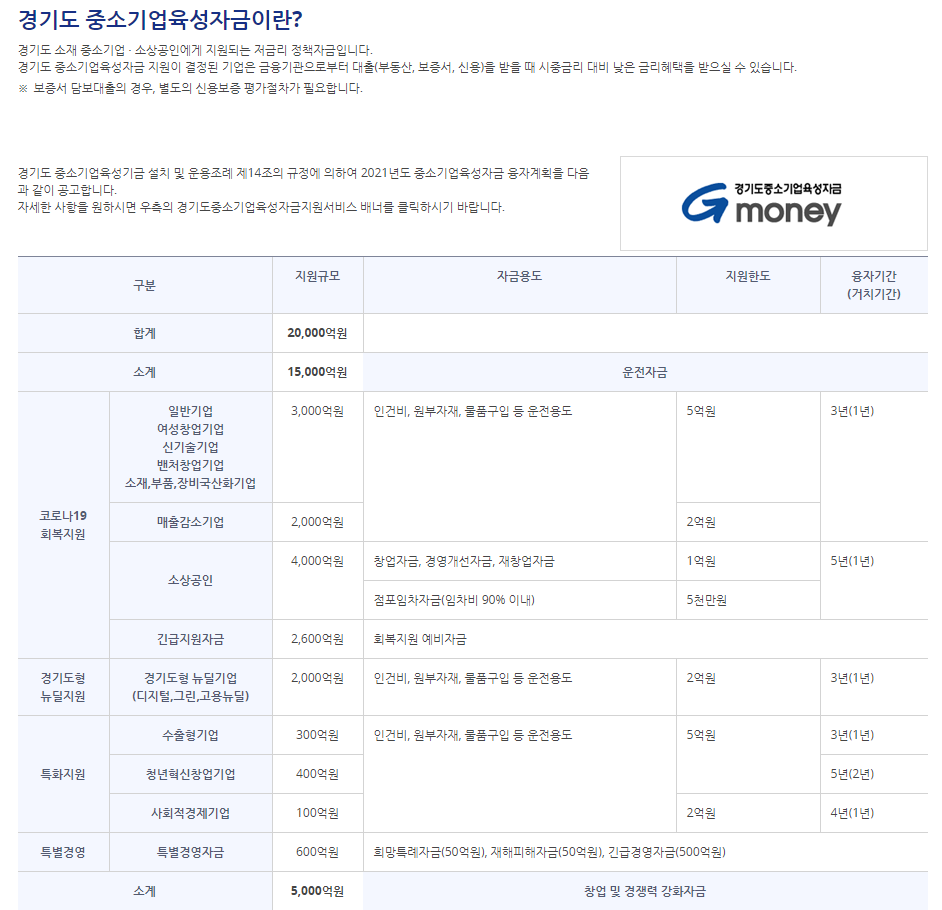 경기도 중소기업육성자금이란?
경기도 소재 중소기업 · 소상공인에게 지원되는 저금리 정책자금입니다.
경기도 중소기업육성자금 지원이 결정된 기업은 금융기관으로부터 대출(부동산, 보증서, 신용)을 받을 때 시중금리 대비 낮은 금리혜택을 받으실 수 있습니다.
※ 보증서 담보대출의 경우, 별도의 신용보증 평가절차가 필요합니다.
경기도 중소기업육성기금 설치 및 운용조례 제14조의 규정에 의하여 2021년도 중소기업육성자금 융자계획을 다음
과 같이 공고합니다.
자세한 사항을 원하시면 우측의 경기도중소기업육성자금지원서비스 배너를 클릭하시기 바랍니다.
경기도중소기업육성자금
G money
구분 지원규모 자금용도 지원한도 융자기간
(거치기간)
합계 20,000억원
소계 15,000억원 운전자금
코로나19
회복지원
일반기업 3,000억원 인건비, 원부자재, 물품구입 등 운전용도 5억원 3년(1년)
여성창업기업
신기술기업
밴처창업기업
소재,부품,장비국산화기업
매출감소기업 2,000억원 2억원
소상공인 4,000억원 창업자금, 경영개선자금, 재창업자금 1억원 5년(1년)
점포임차자금(임차비 90% 이내) 5천만원
긴급지원자금 2,600억원 회복지원 예비자금
경기도형 경기도형 뉴딜기업 2,000억원 인건비, 원부자재, 물품구입 등 운전용도 2억원 3년(1년)
뉴딜지원 (디지털,그린,고용뉴딜)
특화지원
수출형기업 300억원 인건비, 원부자재, 물품구입 등 운전용도 5억원 3년(1년)
청년혁신창업기업 400억원 5년(2년)
사회적경제기업 100억원 2억원 4년(1년)
특별경영 특별경영자금 600억원 희망특례자금(50억원), 재해피해자금(50억원), 긴급경영자금(500억원)
소계 5,000억원 창업 및 경쟁력 강화자금